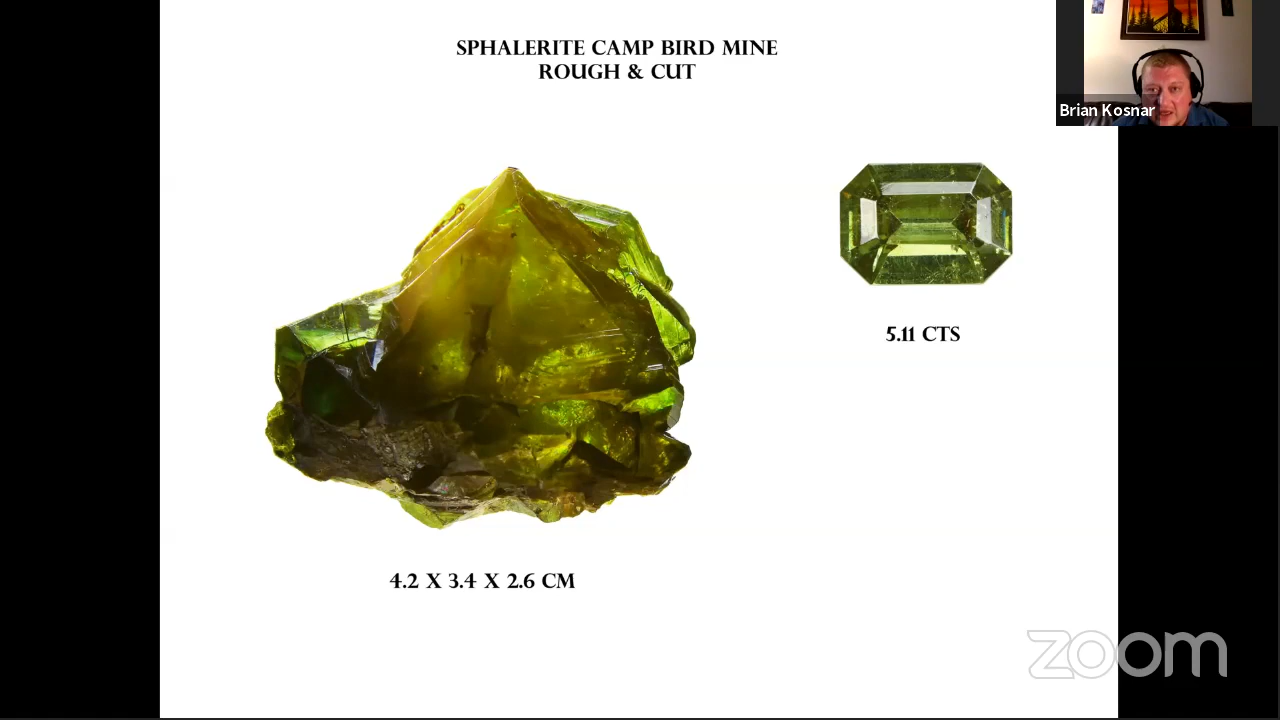 SPHALERITE CAMP BIRD MINE
ROUGH & CUT
Brian Kosnar
5.11 CTS
4.2 X 3.4 X 2.6 CM
zoom